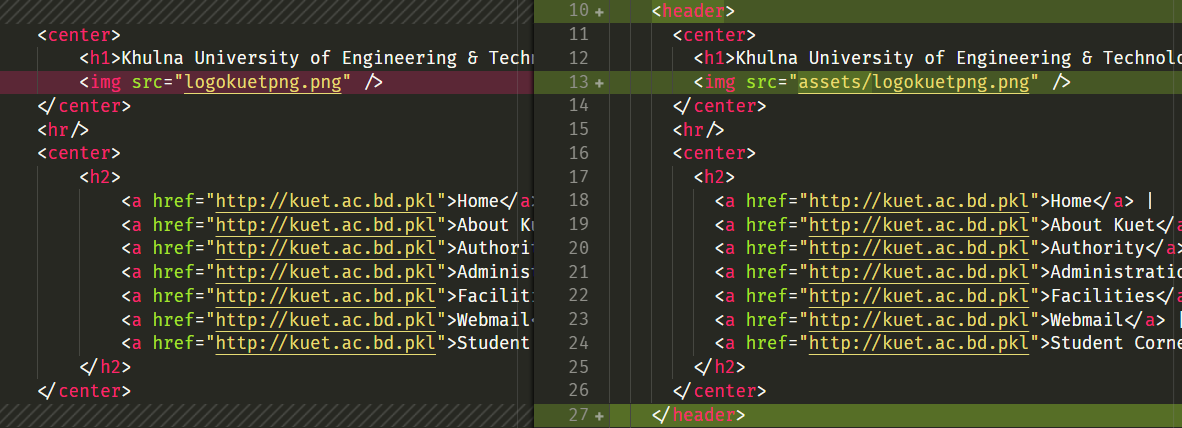 <center>
<h1>Khulna University of Engineering & Techn
<img src="logokuetpng.png" />
</center>
<hr/>
<center>
<h2>
<a href="http://kuet.ac.bd.pkl">Home</a>
<a href="http://kuet.ac.bd.pkl">About K
<a href="http://kuet.ac.bd.pkl">Authori
<a href="http://kuet.ac.bd.pkl">Adminis
<a href="http://kuet.ac.bd.pkl">Faciliti
<a href="http://kuet.ac.bd.pkl">Webmail<
<a href="http://kuet.ac.bd.pkl">Student
</h2>
</center>
10 + <header>
11 <center>
12 <h1>Khulna University of Engineering & Technolo
13 + <img src="assets/logokuetpng.png" />
14 </center>
15 <hr/>
16 <center>
17 <h2>
18 <a href="http://kuet.ac.bd.pkl">Home</a> |
19 <a href="http://kuet.ac.bd.pkl">About Kuet</a
20 <a href="http://kuet.ac.bd.pkl">Authority</a>
21 <a href="http://kuet.ac.bd.pkl">Administratio
22 <a href="http://kuet.ac.bd.pkl">Facilities</a
23 <a href="http://kuet.ac.bd.pkl">Webmail</a> |
24 <a href="http://kuet.ac.bd.pkl">Student Corne
25 </h2>
26 </center>
27 + </header>